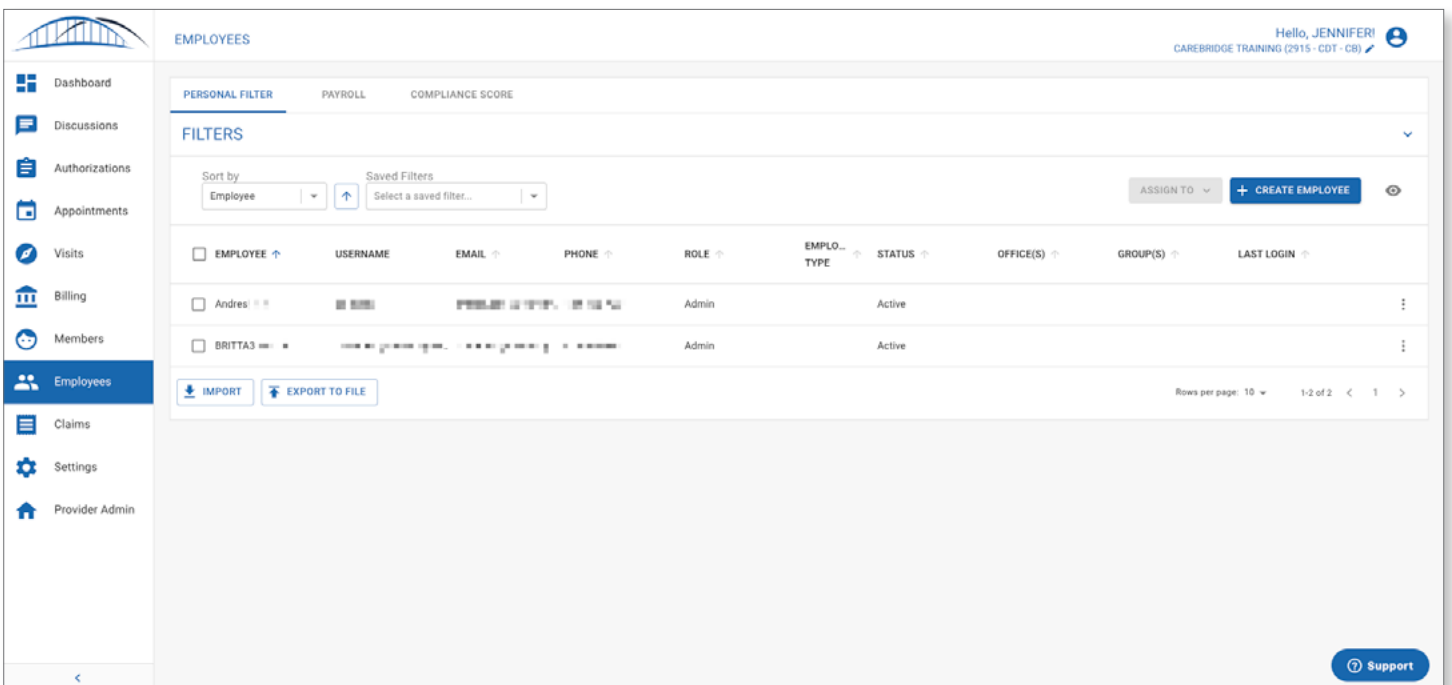 EMPLOYEES
Hello, JENNIFER!
CAREBRIDGE TRAINING (2915 - CDT - CB)
Dashboard
Discussions
Authorizations
Appointments
Visits
Billing
Members
Employees
Claims
Settings
Provider Admin
PERSONAL FILTER PAYROLL COMPLIANCE SCORE
FILTERS
Sort by Saved Filters
Employee Select a saved filter... ASSIGN TO + CREATE EMPLOYEE
EMPLOYEE USERNAME EMAIL PHONE ROLE EMPLO... TYPE STATUS OFFICE(S) GROUP(S) LAST LOGIN
Andres Admin Active
BRITTA3 Admin Active
IMPORT EXPORT TO FILE Rows per page: 10 1-2 of 2 < 1 >
Support